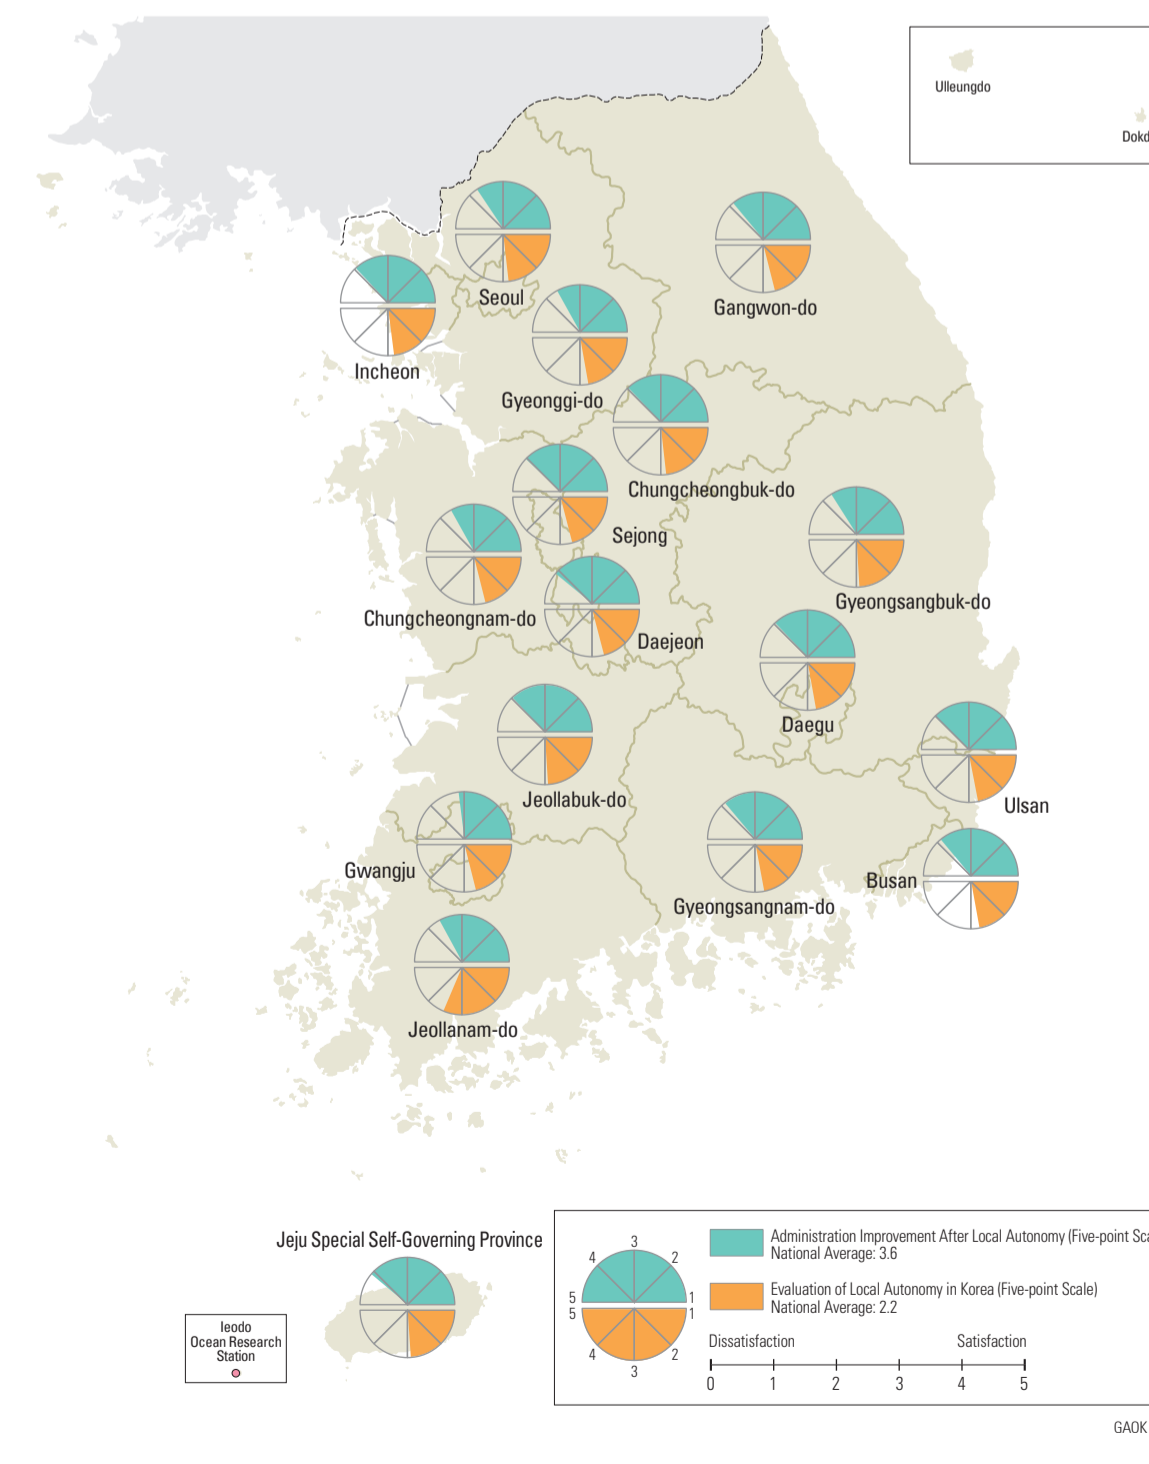 Ulleungdo
Dokd
Seoul
Gangwon-do
Incheon
Gyeonggi-do
Chungcheongbuk-do
Sejong
Gyeongsangbuk-do
Chungcheongnam-do
Daejeon
Daegu
Jeollabuk-do
Ulsan
Gwangju
Busan
Gyeongsangnam-do
Jeollanam-do
Jeju Special Self-Governing Province
Ieodo
Ocean Research
Station
3
4 2
5 1
5 1
4 2
3
Administration Improvement After Local Autonomy (Five-point Sca
National Average: 3.6
Evaluation of Local Autonomy in Korea (Five-point Scale)
National Average: 2.2
Dissatisfaction Satisfaction
0 1 2 3 4 5
GAOK